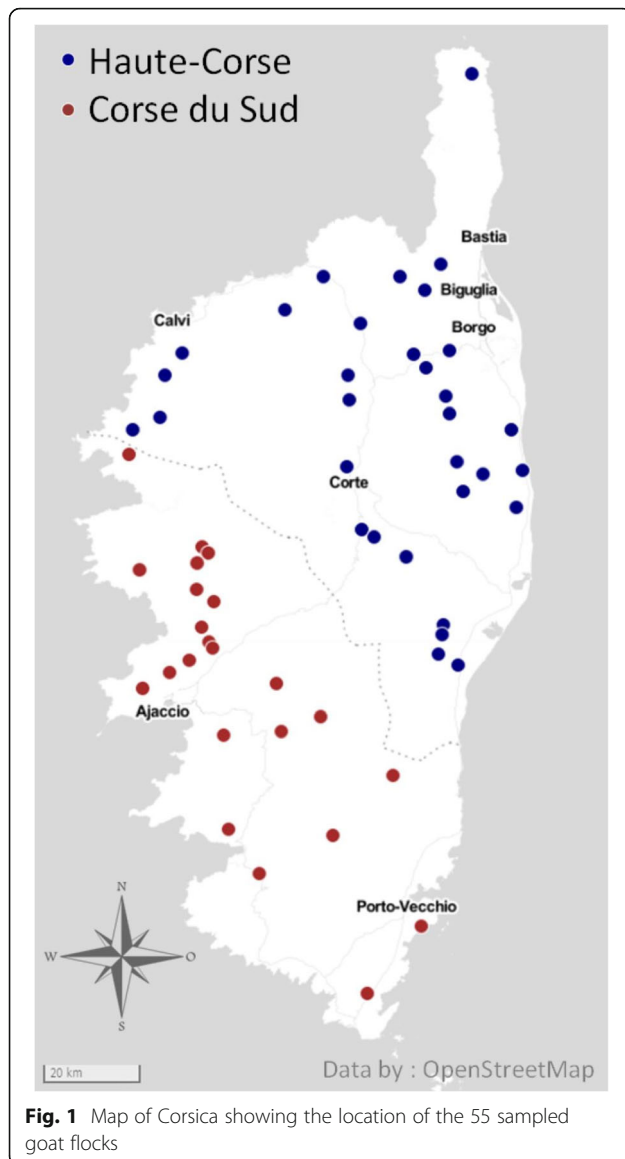 Haute-Corse
Corse du Sud
Bastia
Biguglia
Borgo
Calvi
Corte
Ajaccio
Porto-Vecchio
N
W
O
S
20 km
Data by : OpenStreetMap
Fig. 1 Map of Corsica showing the location of the 55 sampled
goat flocks